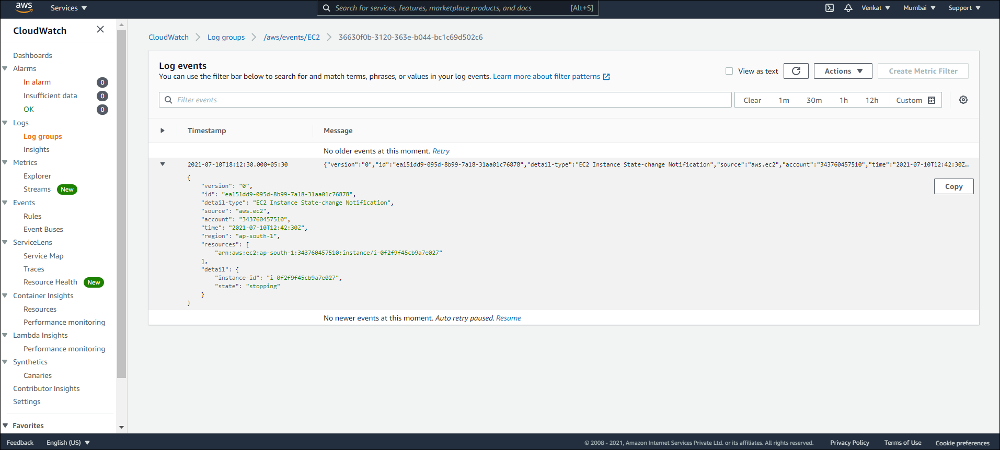 aws Services Search for services, features, marketplace products, and docs [Alt+S] Venkat Mumbai Support
CloudWatch
Dashboards
Alarms
In alarm 0
Insufficient data 0
OK 0
Logs
Log groups
Insights
Metrics
Explorer
Streams New
Events
Rules
Event Buses
ServiceLens
Service Map
Traces
Resource Health New
Container Insights
Resources
Performance monitoring
Lambda Insights
Performance monitoring
Synthetics
Canaries
Contributor Insights
Settings
Favorites
CloudWatch Log groups /aws/events/EC2 36630f0b-3120-363e-b044-bc1c69d502c6
Log events
You can use the filter bar below to search for and match terms, phrases, or values in your log events. Learn more about filter patterns
View as text Actions Create Metric Filter
Filter events Clear 1m 30m 1h 12h Custom
Timestamp Message
No older events at this moment. Retry
2021-07-10T18:12:30.000+05:30 {"version":"0","id":"ea151dd9-095d-8b99-7a18-31aa01c76878","detail-type":"EC2 Instance State-change Notification","source":"aws.ec2","account":"343760457510","time":"2021-07-10T12:42:30Z…
{
"version": "0",
"id": "ea151dd9-095d-8b99-7a18-31aa01c76878",
"detail-type": "EC2 Instance State-change Notification",
"source": "aws.ec2",
"account": "343760457510",
"time": "2021-07-10T12:42:30Z",
"region": "ap-south-1",
"resources": [
"arn:aws:ec2:ap-south-1:343760457510:instance/i-0f2f9f45cb9a7e027"
],
"detail": {
"instance-id": "i-0f2f9f45cb9a7e027",
"state": "stopping"
}
}
Copy
No newer events at this moment. Auto retry paused. Resume
Feedback English (US) © 2008 - 2021, Amazon Internet Services Private Ltd. or its affiliates. All rights reserved. Privacy Policy Terms of Use Cookie preferences